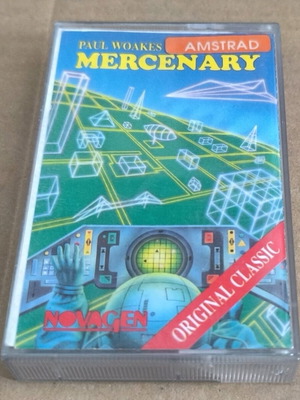 PAUL WOAKES
AMSTRAD
MERCENARY
NOVAGEN
ORIGINAL CLASSIC